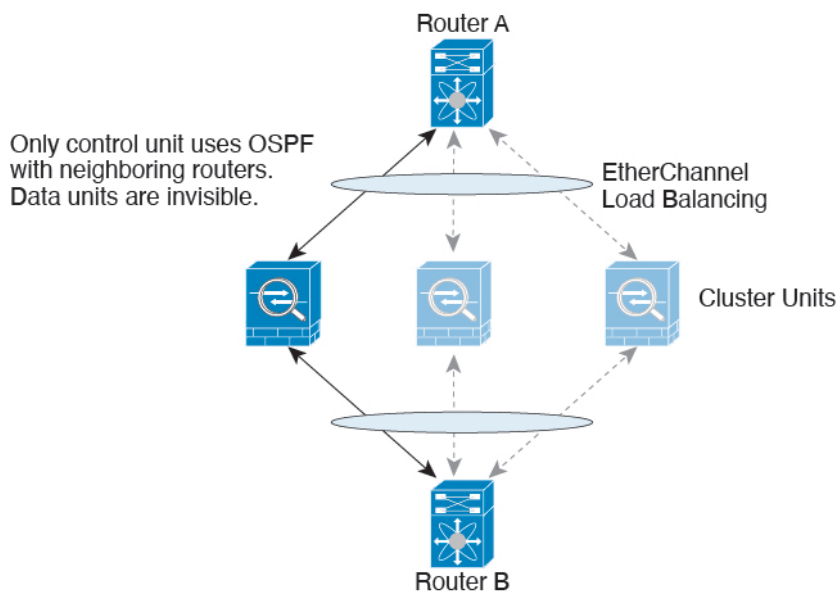 Router A
Only control unit uses OSPF
with neighboring routers.
Data units are invisible.
EtherChannel
Load Balancing
Cluster Units
Router B